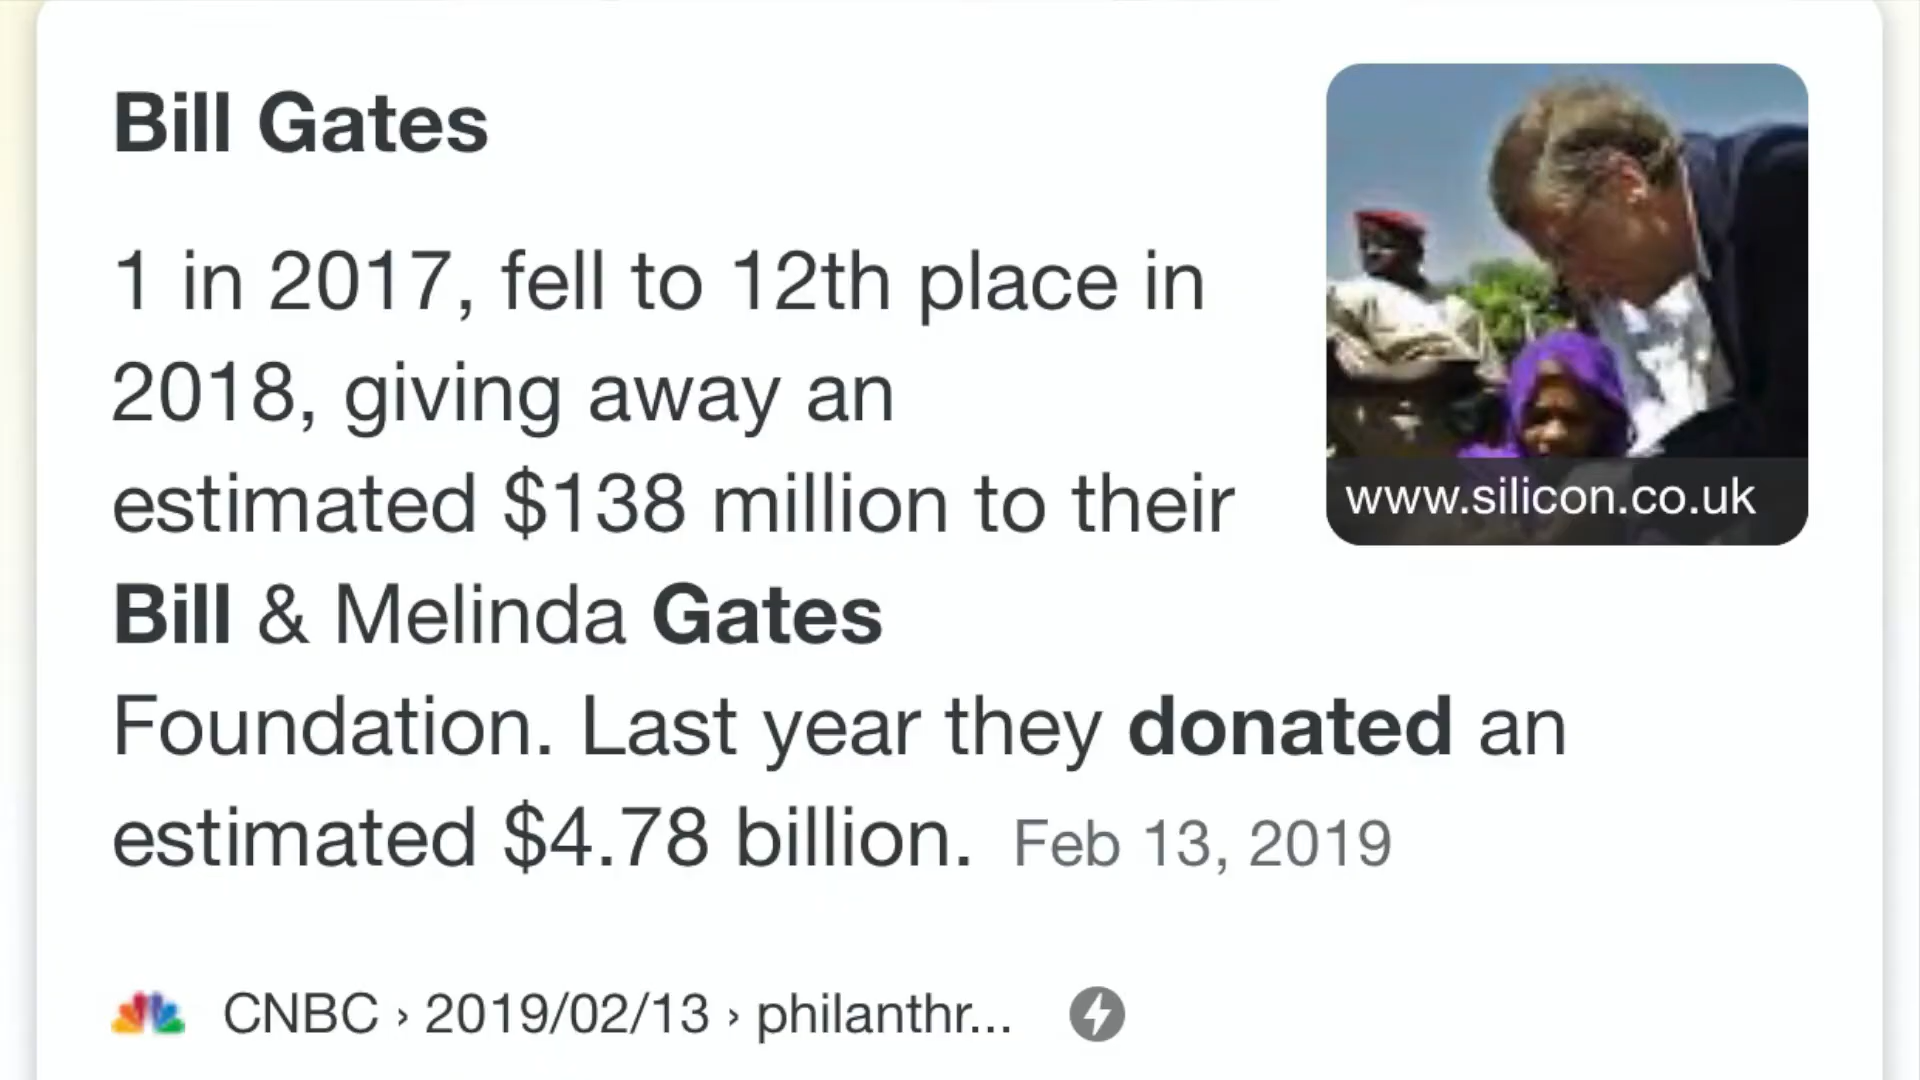 Bill Gates
1 in 2017, fell to 12th place in
2018, giving away an
estimated $138 million to their
Bill & Melinda Gates
Foundation. Last year they donated an
estimated $4.78 billion. Feb 13, 2019
www.silicon.co.uk
CNBC › 2019/02/13 › philanthr...